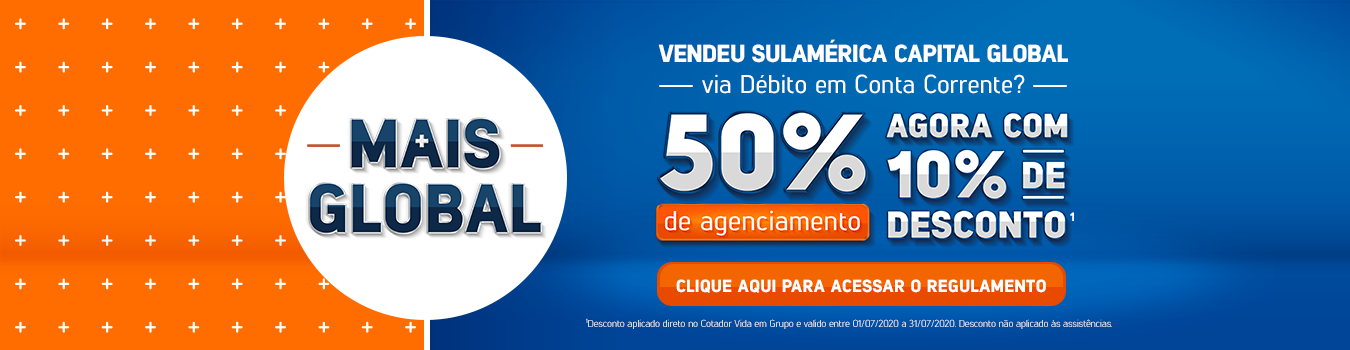 MAIS
GLOBAL
VENDEU SULAMÉRICA CAPITAL GLOBAL
via Débito em Conta Corrente?
50%
de agenciamento
AGORA COM
10% DE
DESCONTO¹
CLIQUE AQUI PARA ACESSAR O REGULAMENTO
¹Desconto aplicado direto no Cotador Vida em Grupo e valido entre 01/07/2020 a 31/07/2020. Desconto não aplicado às assistências.